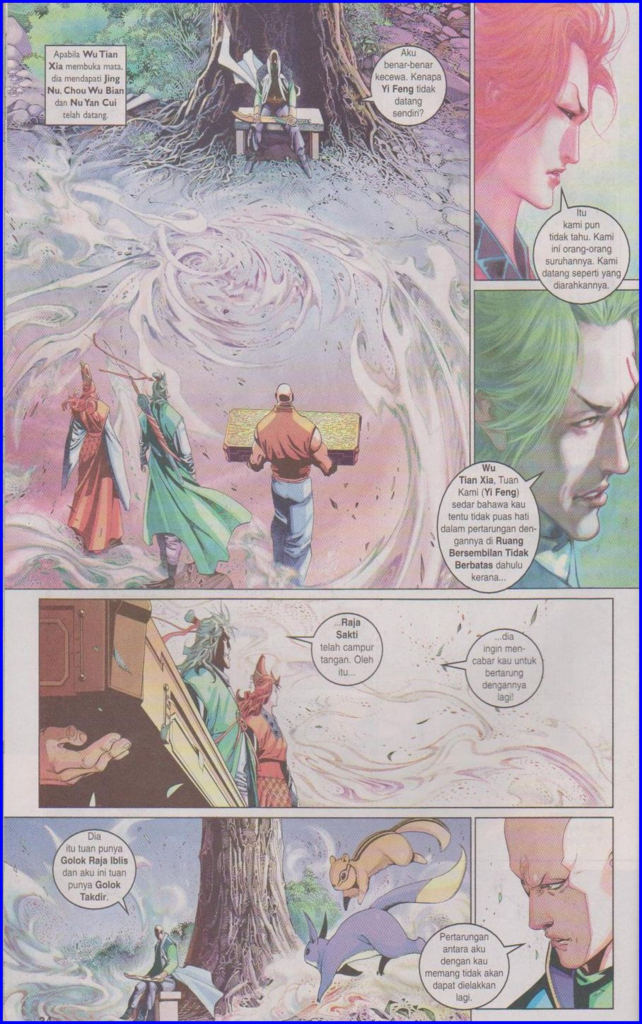 Apabila Wu Tian
Xia membuka mata,
dia mendapati Jing
Nu, Chou Wu Bian
dan Nu Yan Cui
telah datang.
Aku
benar-benar
kecewa. Kenapa
Yi Feng tidak
datang
sendiri?
Itu
kami pun
tidak tahu. Kami
ini orang-orang
suruhannya. Kami
datang seperti yang
diarahkannya.
Wu
Tian Xia, Tuan
Kami (Yi Feng)
sedar bahawa kau
tentu tidak puas hati
dalam pertarungan den-
gannya di Ruang
Bersembilan Tidak
Berbatas dahulu
kerana...
...Raja
Sakti
telah campur
tangan. Oleh
itu...
...dia
ingin men-
cabar kau untuk
bertarung
dengannya
lagi!
Dia
itu tuan punya
Golok Raja Iblis
dan aku ini tuan
punya Golok
Takdir.
Pertarungan
antara aku
dengan kau
memang tidak akan
dapat dielakkan
lagi.